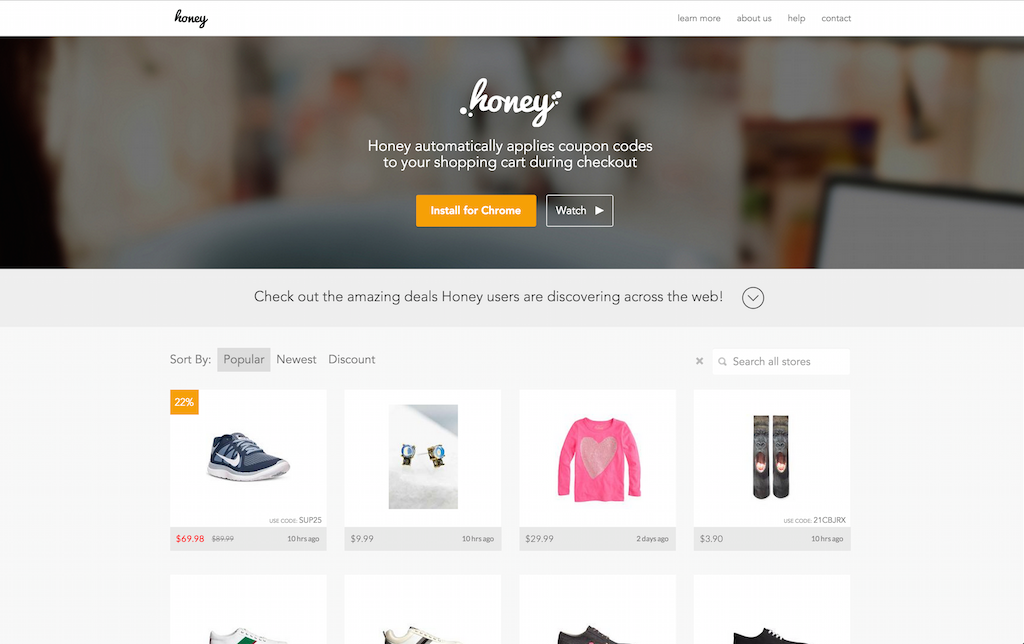 honey
learn more about us help contact
honey
Honey automatically applies coupon codes
to your shopping cart during checkout
Install for Chrome Watch
Check out the amazing deals Honey users are discovering across the web!
Sort By: Popular Newest Discount
Search all stores
22%
USE CODE: SUP25
USE CODE: 21CBJRX
$69.98 $89.99 10 hrs ago
$9.99 10 hrs ago
$29.99 2 days ago
$3.90 10 hrs ago